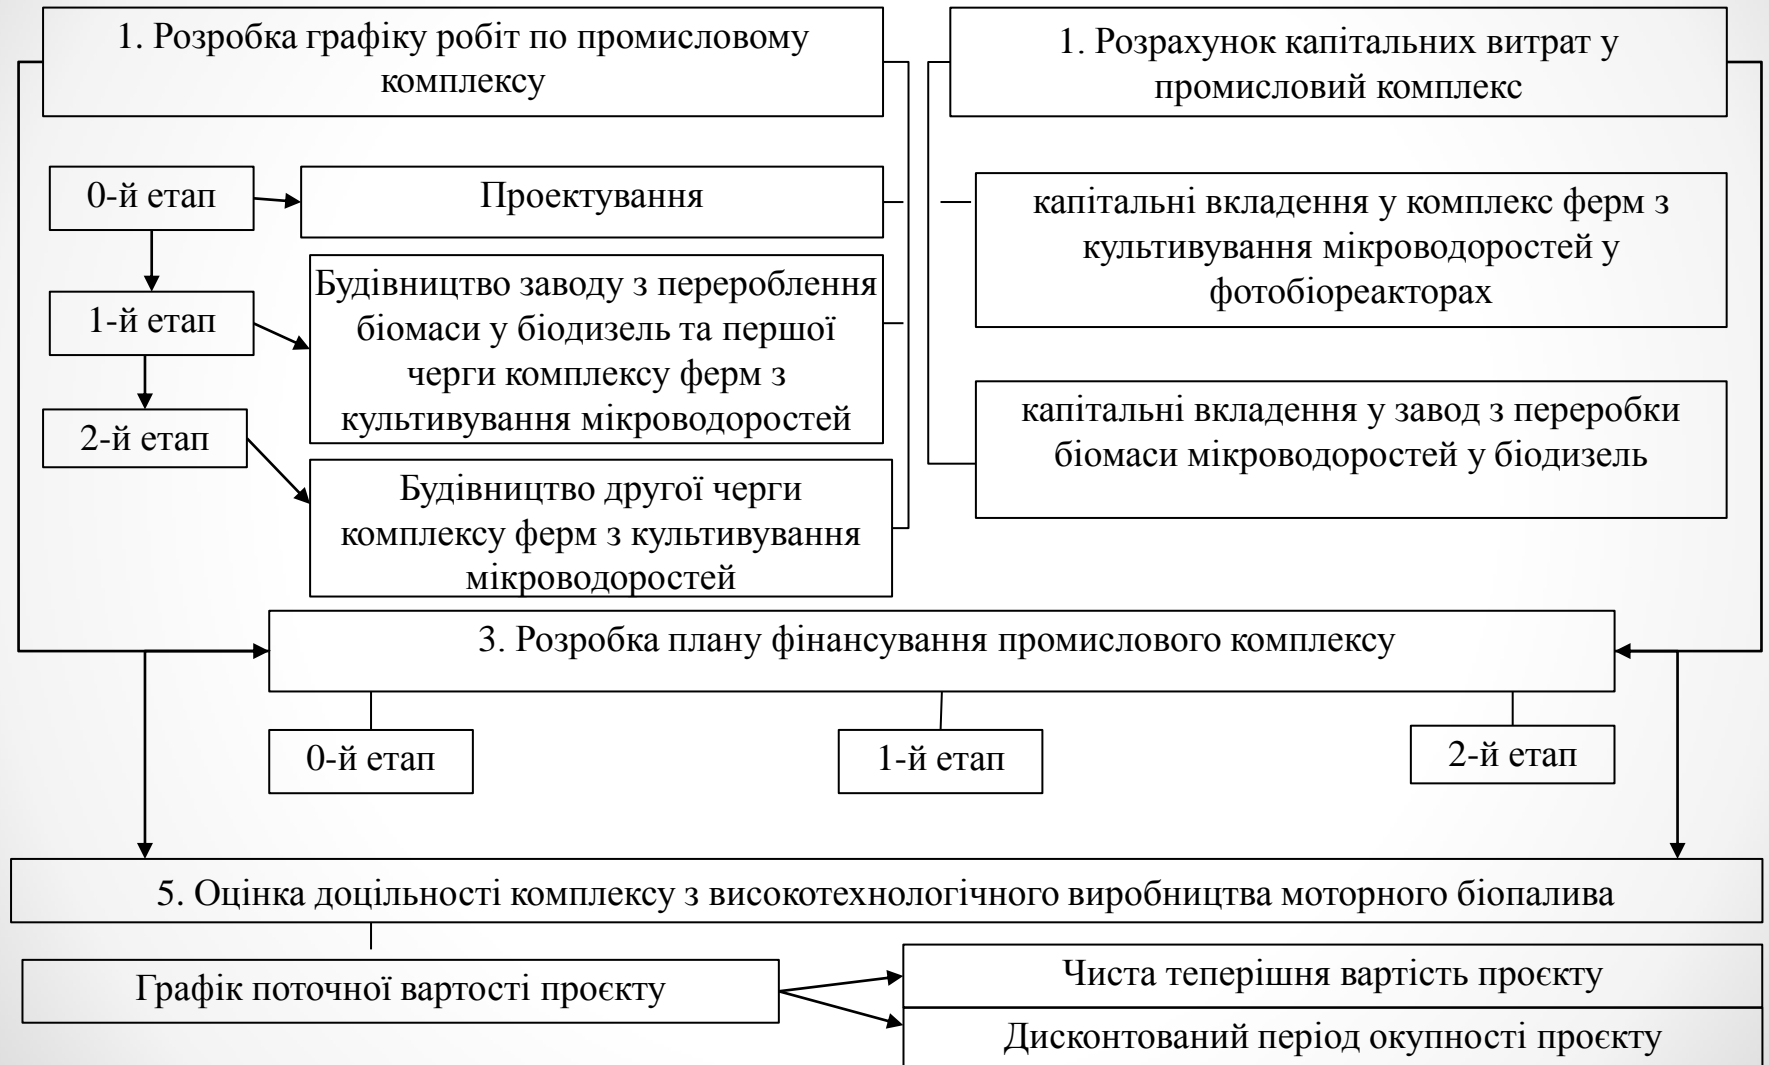 1. Розробка графіку робіт по промисловому
комплексу
0-й етап
Проектування
1-й етап
Будівництво заводу з перероблення
біомаси у біодизель та першої
черги комплексу ферм з
культивування мікроводоростей
2-й етап
Будівництво другої черги
комплексу ферм з культивування
мікроводоростей
1. Розрахунок капітальних витрат у
промисловий комплекс
капітальні вкладення у комплекс ферм з
культивування мікроводоростей у
фотобіореакторах
капітальні вкладення у завод з переробки
біомаси мікроводоростей у біодизель
3. Розробка плану фінансування промислового комплексу
0-й етап
1-й етап
2-й етап
5. Оцінка доцільності комплексу з високотехнологічного виробництва моторного біопалива
Графік поточної вартості проєкту
Чиста теперішня вартість проєкту
Дисконтований період окупності проєкту